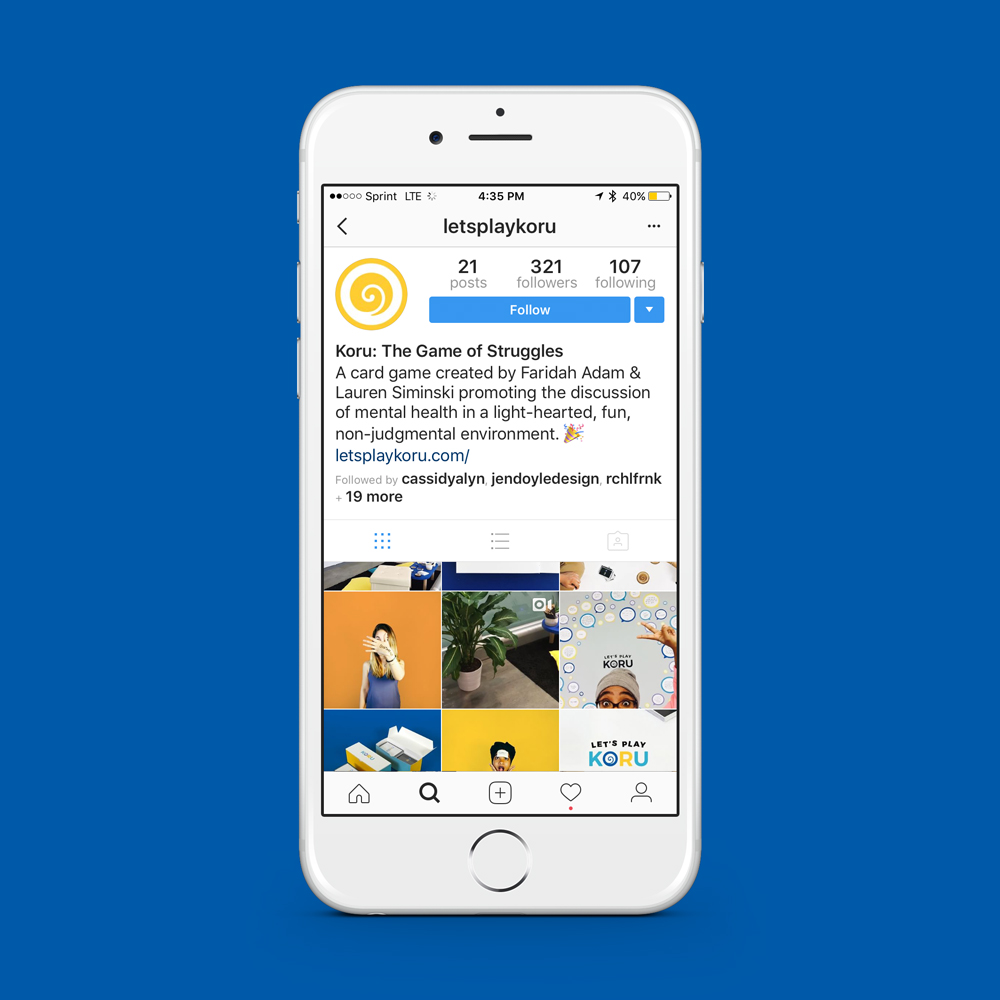 Sprint LTE 4:35 PM 40%
letsplaykoru
21 321 107
posts followers following
Follow
Koru: The Game of Struggles
A card game created by Faridah Adam &
Lauren Siminski promoting the discussion
of mental health in a light-hearted, fun,
non-judgmental environment. 🎉
letsplaykoru.com/
Followed by cassidyalyn, jendoyledesign, rchlfrnk
+ 19 more
LET'S PLAY
KORU
KORU
LET'S PLAY
KORU